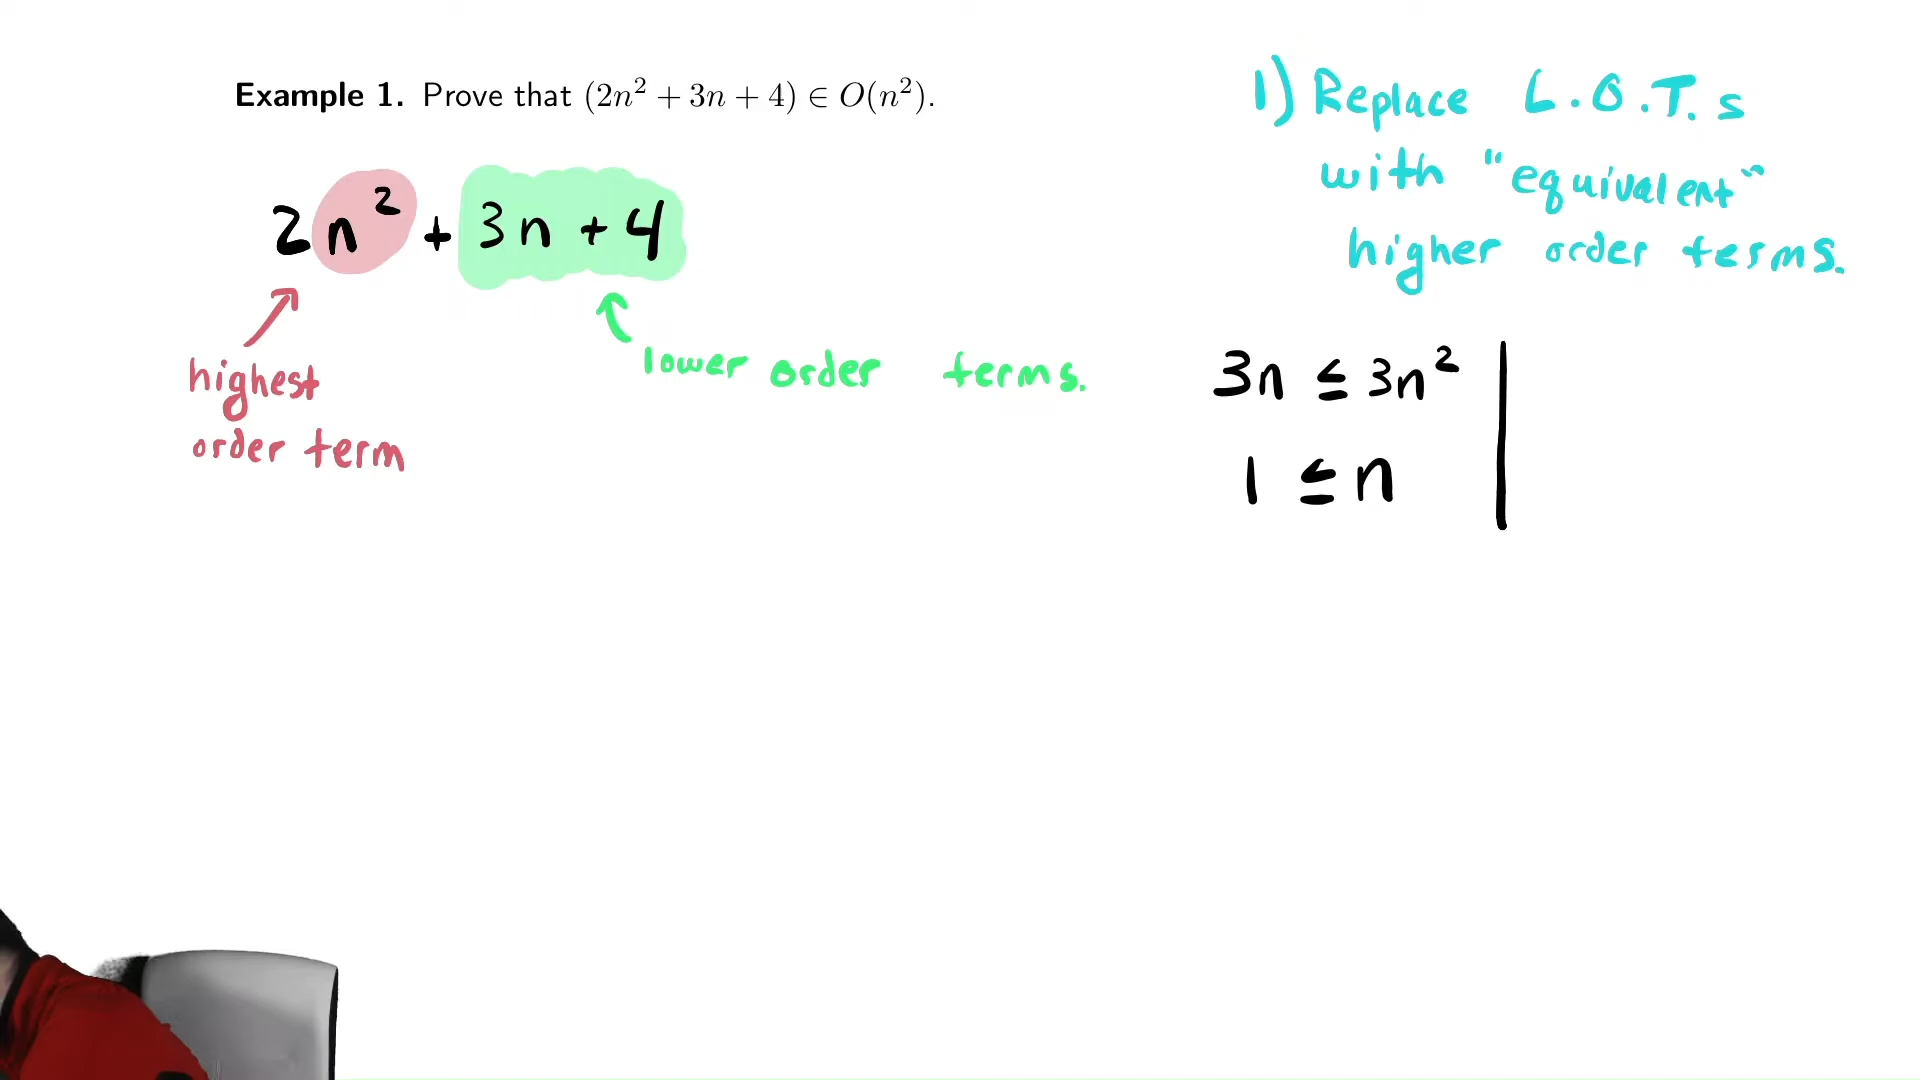 Example 1. Prove that (2n² + 3n + 4) ∈ O(n²).
2n² + 3n + 4
highest
order term
lower order terms.
1) Replace L.O.T.s
with "equivalent"
higher order terms.
3n ≤ 3n²
1 ≤ n